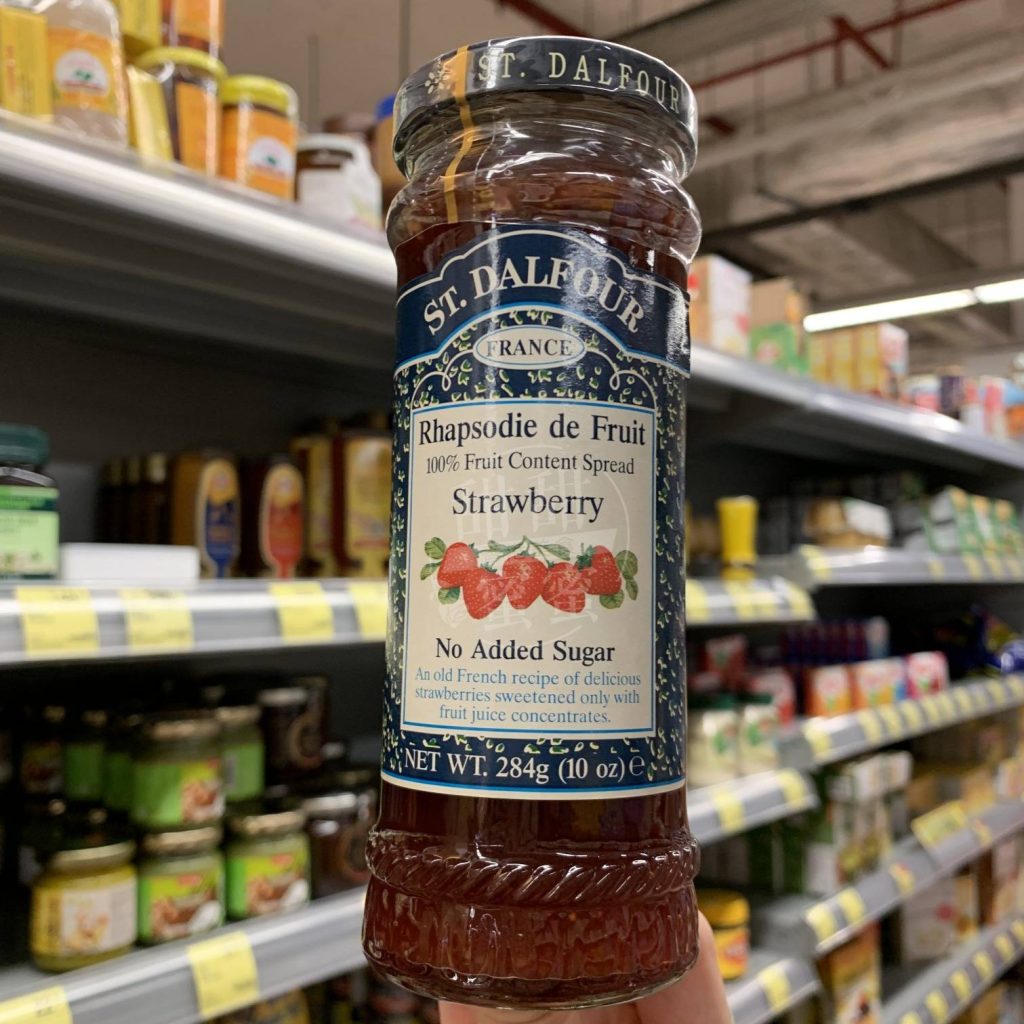 ST. DALFOUR
ST. DALFOUR
FRANCE
Rhapsodie de Fruit
100% Fruit Content Spread
Strawberry
No Added Sugar
An old French recipe of delicious
strawberries sweetened only with
fruit juice concentrates.
NET WT. 284g (10 oz) ℮